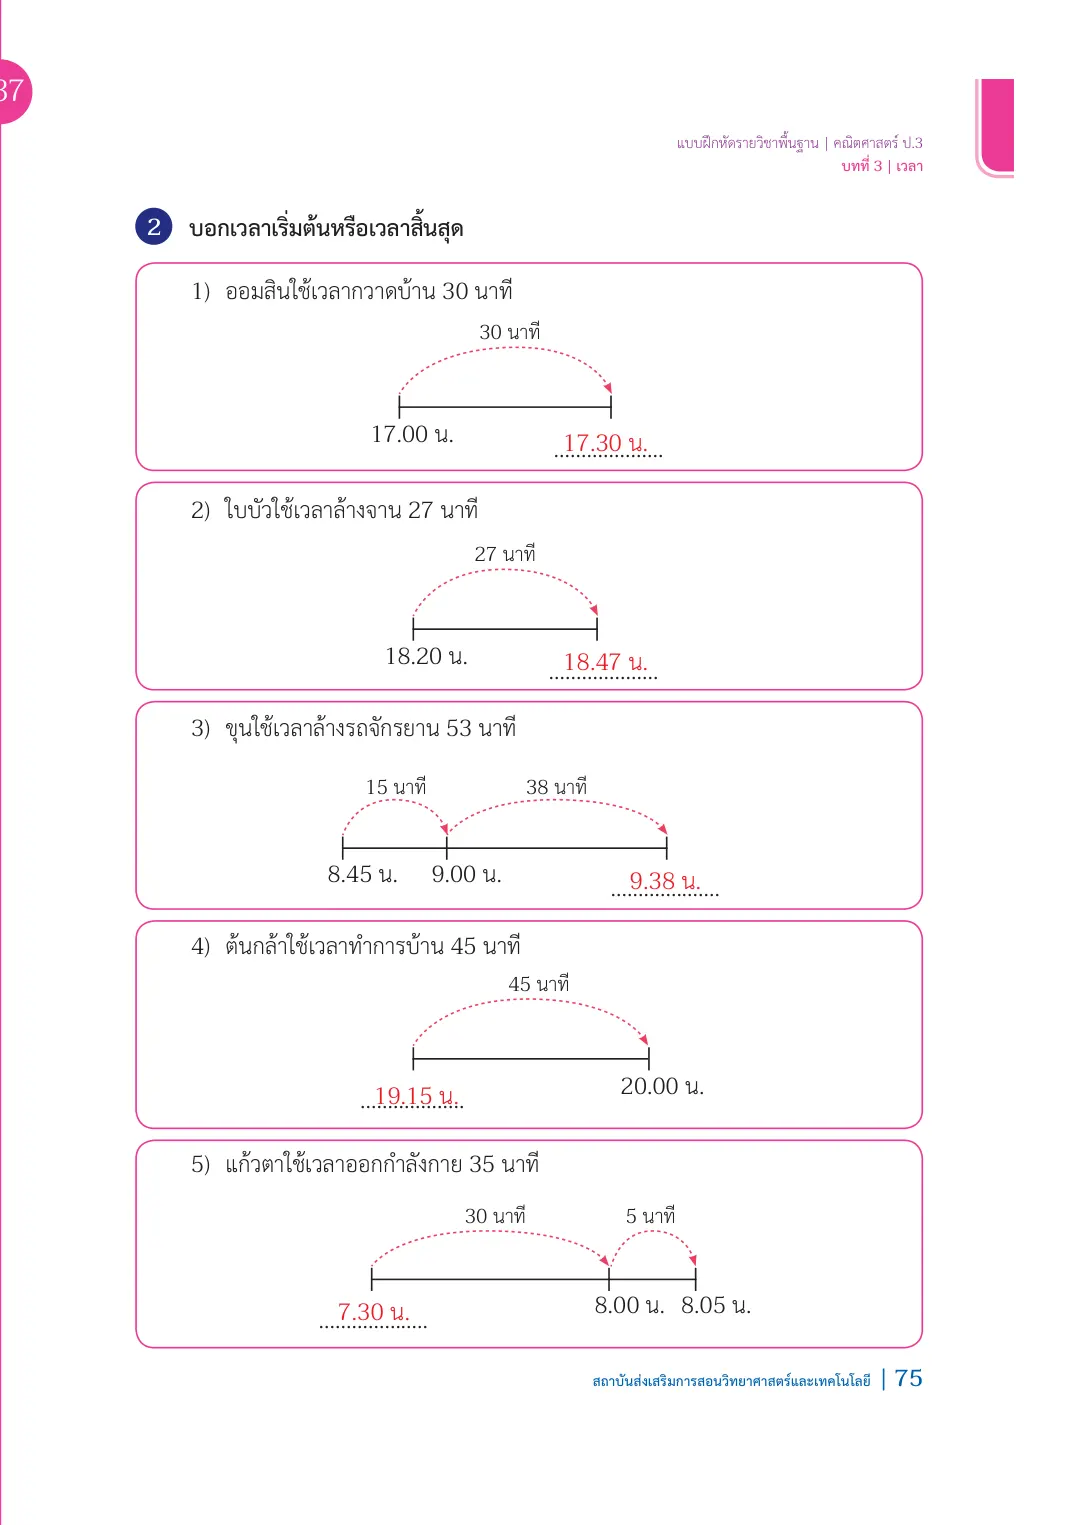 37
แบบฝึกหัดรายวิชาพื้นฐาน | คณิตศาสตร์ ป.3
บทที่ 3 | เวลา
2 บอกเวลาเริ่มต้นหรือเวลาสิ้นสุด
1) ออมสินใช้เวลากวาดบ้าน 30 นาที
30 นาที
17.00 น. 17.30 น.
2) ใบบัวใช้เวลาล้างจาน 27 นาที
27 นาที
18.20 น. 18.47 น.
3) ขุนใช้เวลาล้างรถจักรยาน 53 นาที
15 นาที 38 นาที
8.45 น. 9.00 น. 9.38 น.
4) ต้นกล้าใช้เวลาทำการบ้าน 45 นาที
45 นาที
19.15 น. 20.00 น.
5) แก้วตาใช้เวลาออกกำลังกาย 35 นาที
30 นาที 5 นาที
7.30 น. 8.00 น. 8.05 น.
สถาบันส่งเสริมการสอนวิทยาศาสตร์และเทคโนโลยี | 75